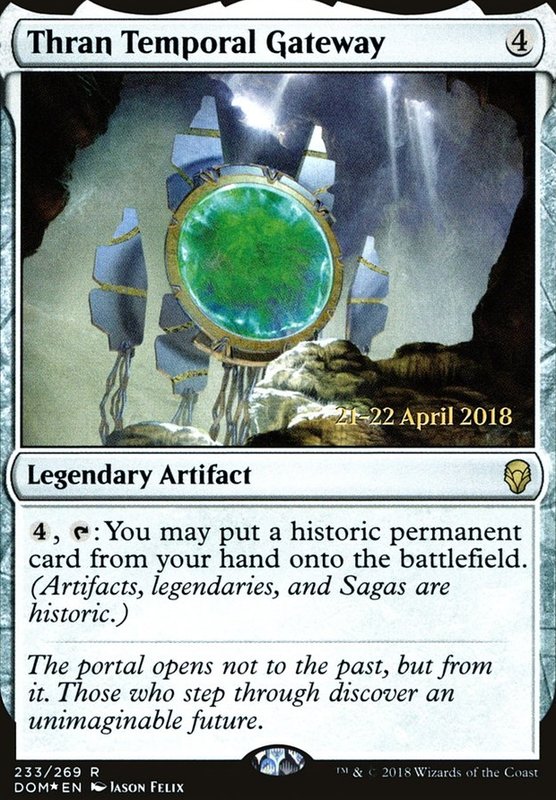 Thran Temporal Gateway 4
21–22 April 2018
Legendary Artifact
4, : You may put a historic permanent
card from your hand onto the battlefield.
(Artifacts, legendaries, and Sagas are
historic.)
The portal opens not to the past, but from
it. Those who step through discover an
unimaginable future.
233/269 R
DOM★EN Jason Felix
™ & © 2018 Wizards of the Coast